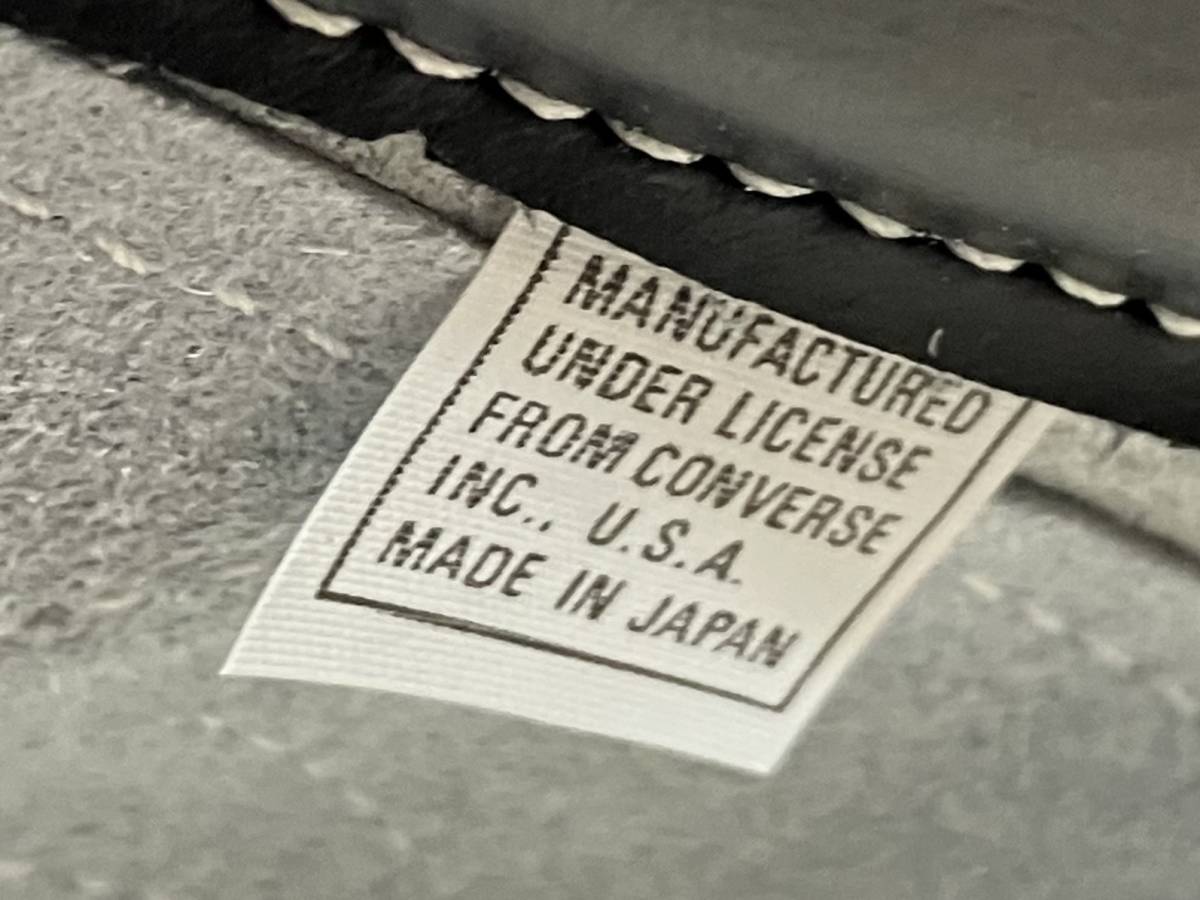 MANUFACTURED
UNDER LICENSE
FROM CONVERSE
INC., U.S.A.
MADE IN JAPAN